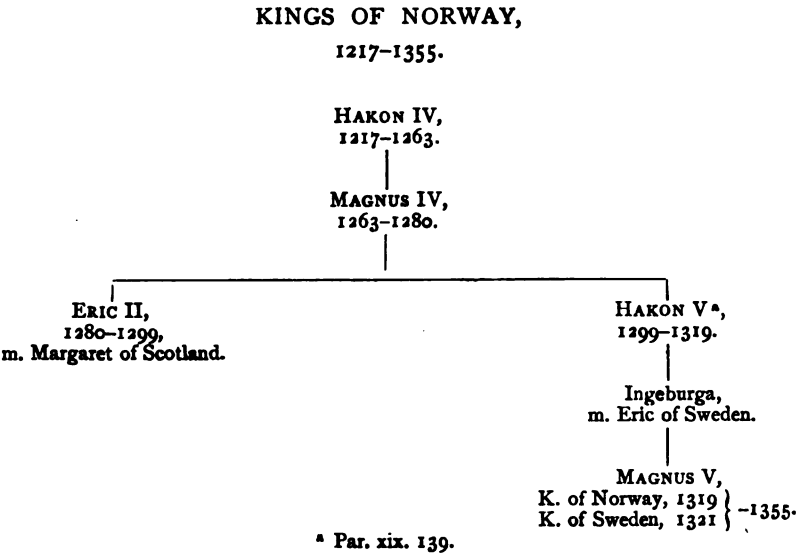 KINGS OF NORWAY,
1217–1355.
HAKON IV,
1217–1263.
MAGNUS IV,
1263–1280.
ERIC II,
1280–1299,
m. Margaret of Scotland.
HAKON V a,
1299–1319.
Ingeburga,
m. Eric of Sweden.
MAGNUS V,
K. of Norway, 1319
K. of Sweden, 1321
–1355.
a Par. xix. 139.